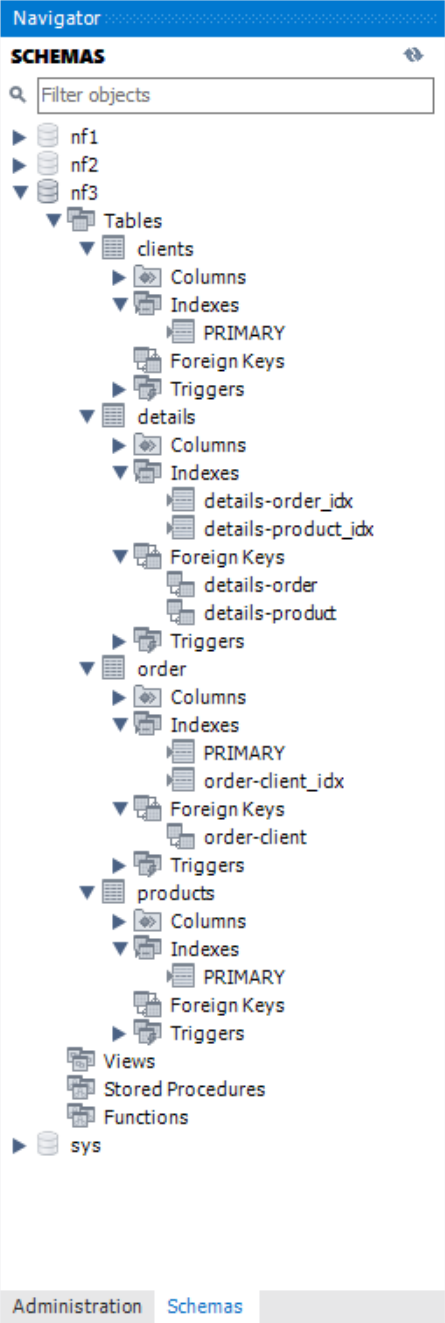 Navigator
SCHEMAS
Filter objects
nf1
nf2
nf3
Tables
clients
Columns
Indexes
PRIMARY
Foreign Keys
Triggers
details
Columns
Indexes
details-order_idx
details-product_idx
Foreign Keys
details-order
details-product
Triggers
order
Columns
Indexes
PRIMARY
order-client_idx
Foreign Keys
order-client
Triggers
products
Columns
Indexes
PRIMARY
Foreign Keys
Triggers
Views
Stored Procedures
Functions
sys
Administration Schemas